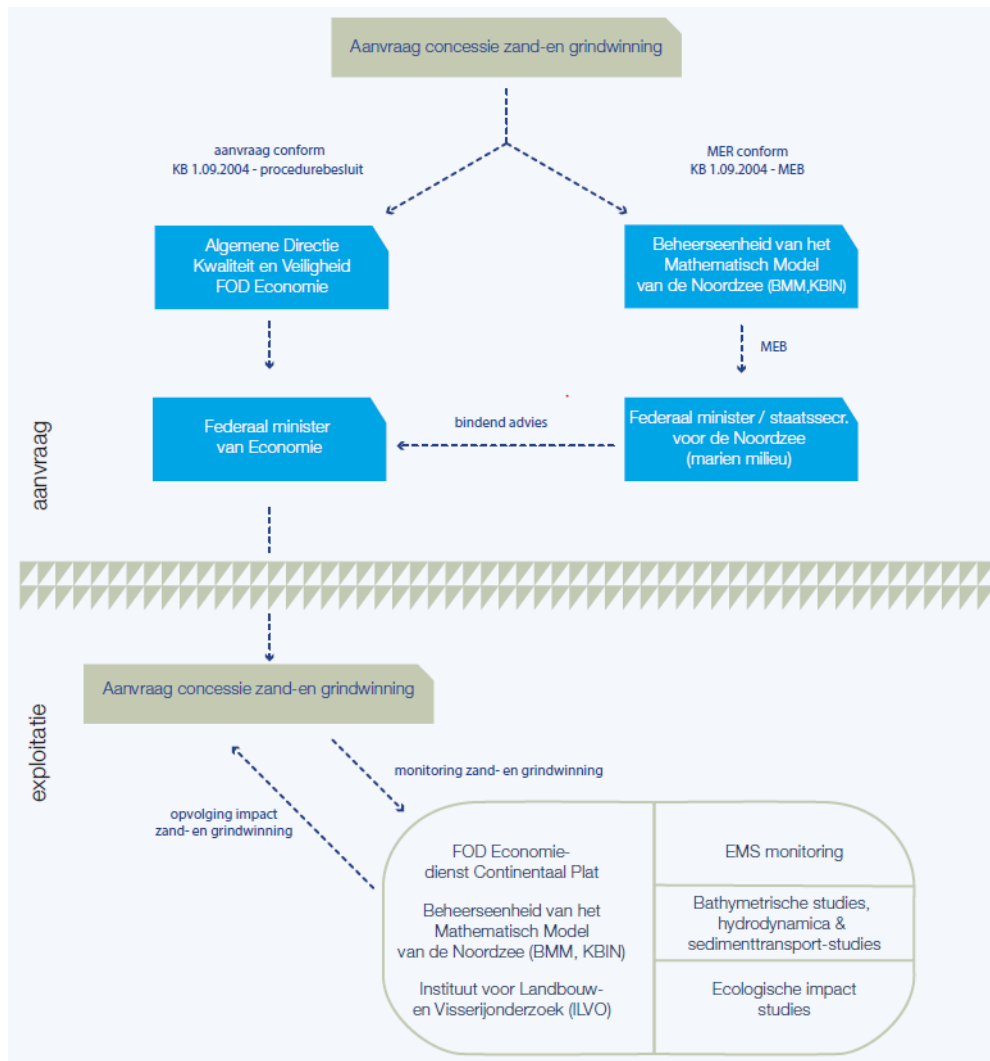 Aanvraag concessie zand-en grindwinning
aanvraag conform
KB 1.09.2004 - procedurebesluit
MER conform
KB 1.09.2004 - MEB
Algemene Directie
Kwaliteit en Veiligheid
FOD Economie
Beheerseenheid van het
Mathematisch Model
van de Noordzee (BMM,KBIN)
MEB
aanvraag
Federaal minister
van Economie
bindend advies
Federaal minister / staatssecr.
voor de Noordzee
(marien milieu)
exploitatie
Aanvraag concessie zand-en grindwinning
monitoring zand- en grindwinning
opvolging impact
zand- en grindwinning
FOD Economie-
dienst Continentaal Plat
Beheerseenheid van het
Mathematisch Model
van de Noordzee (BMM, KBIN)
Instituut voor Landbouw-
en Visserijonderzoek (ILVO)
EMS monitoring
Bathymetrische studies,
hydrodynamica &
sedimenttransport-studies
Ecologische impact
studies